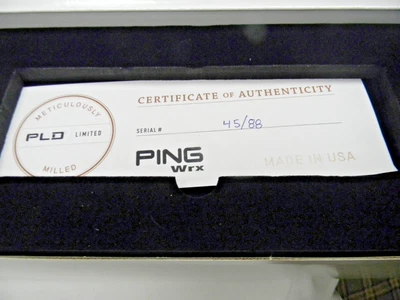 METICULOUSLY
PLD LIMITED
MILLED
CERTIFICATE OF AUTHENTICITY
SERIAL# 45/88
PING
Wrx
MADE IN USA